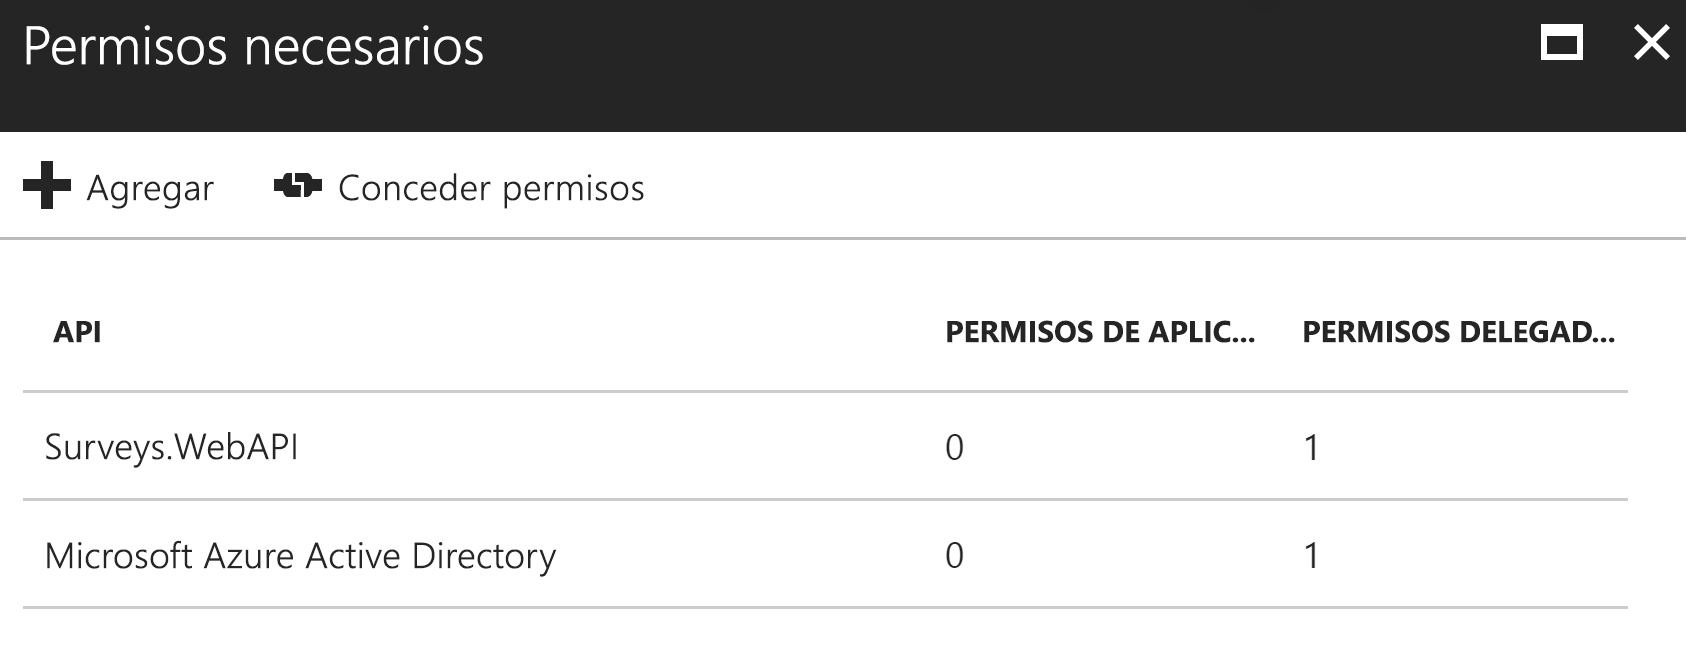 Permisos necesarios
Agregar Conceder permisos
API PERMISOS DE APLIC... PERMISOS DELEGAD...
Surveys.WebAPI 0 1
Microsoft Azure Active Directory 0 1